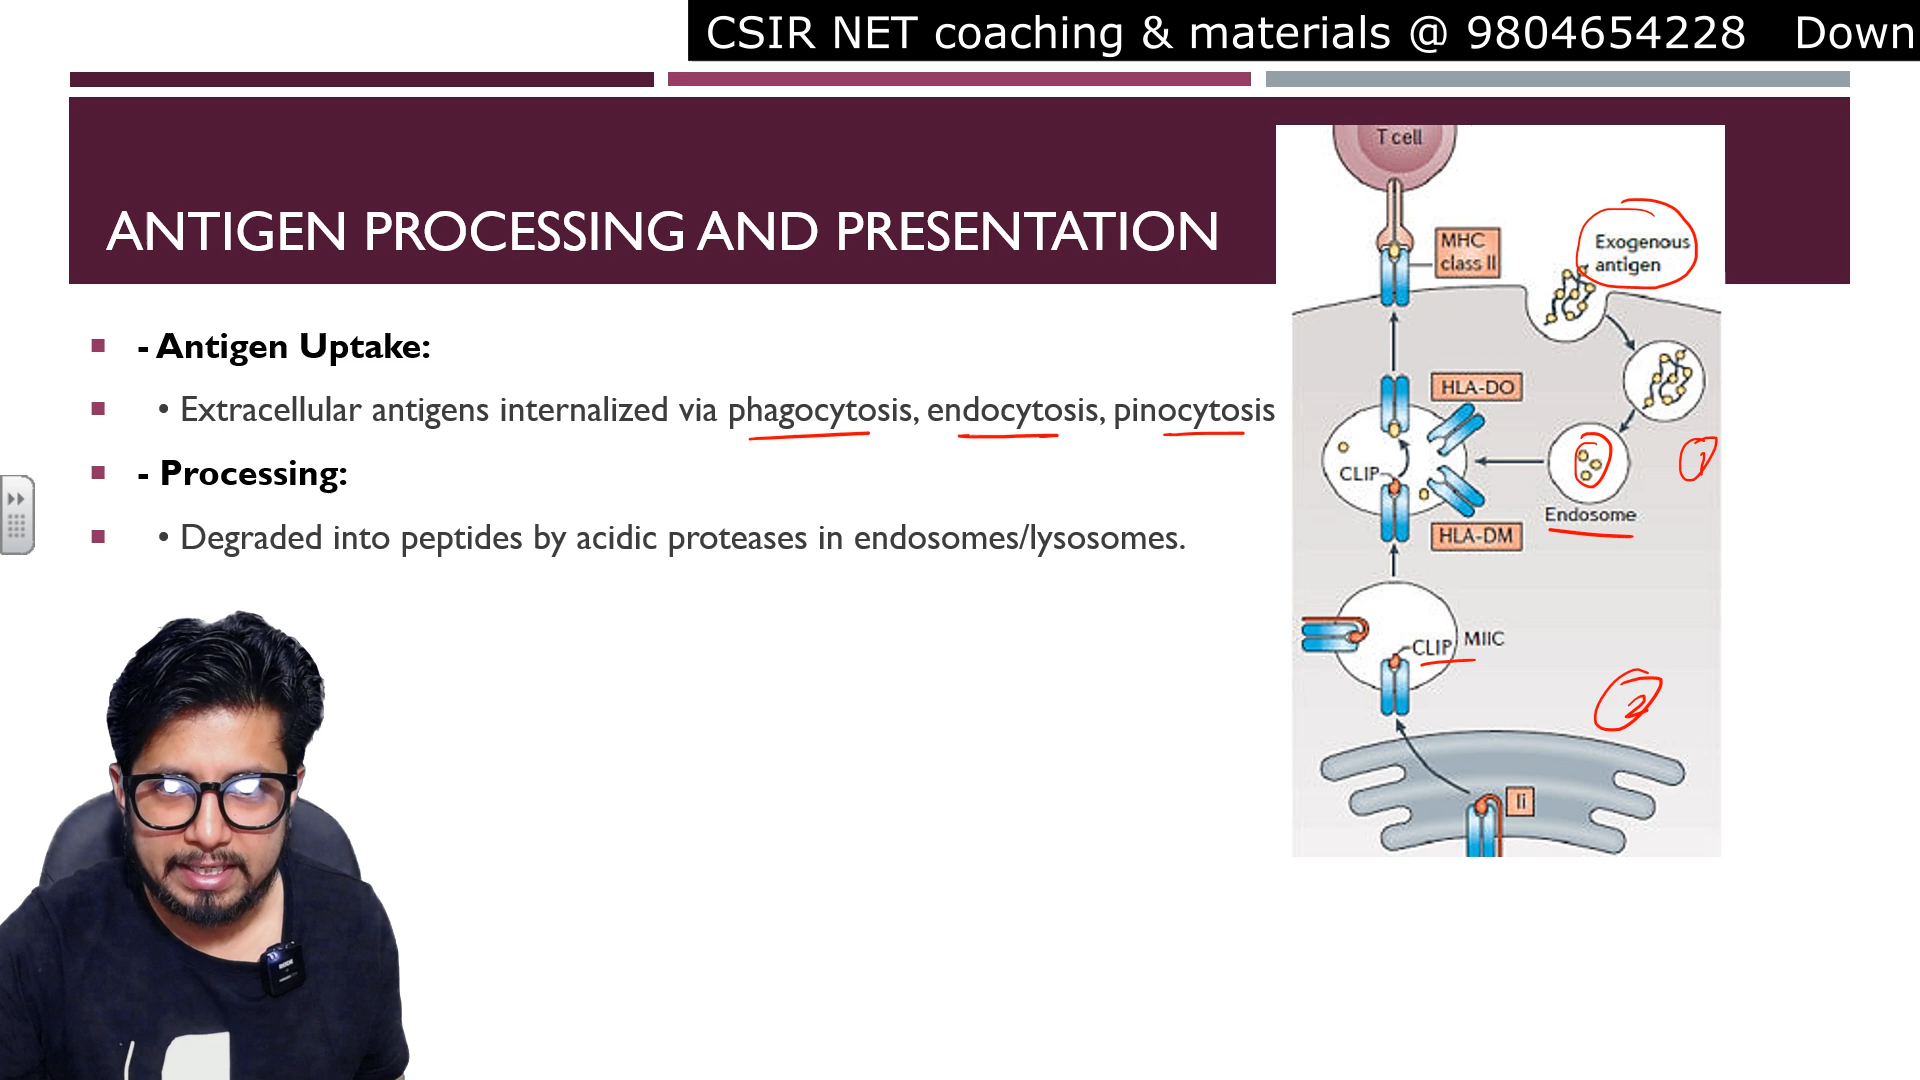 CSIR NET coaching & materials @ 9804654228 Down
ANTIGEN PROCESSING AND PRESENTATION
- Antigen Uptake:
• Extracellular antigens internalized via phagocytosis, endocytosis, pinocytosis
- Processing:
• Degraded into peptides by acidic proteases in endosomes/lysosomes.
T cell
MHC
class II
Exogenous
antigen
HLA-DO
CLIP
1
Endosome
HLA-DM
CLIP
MIIC
2
Ii